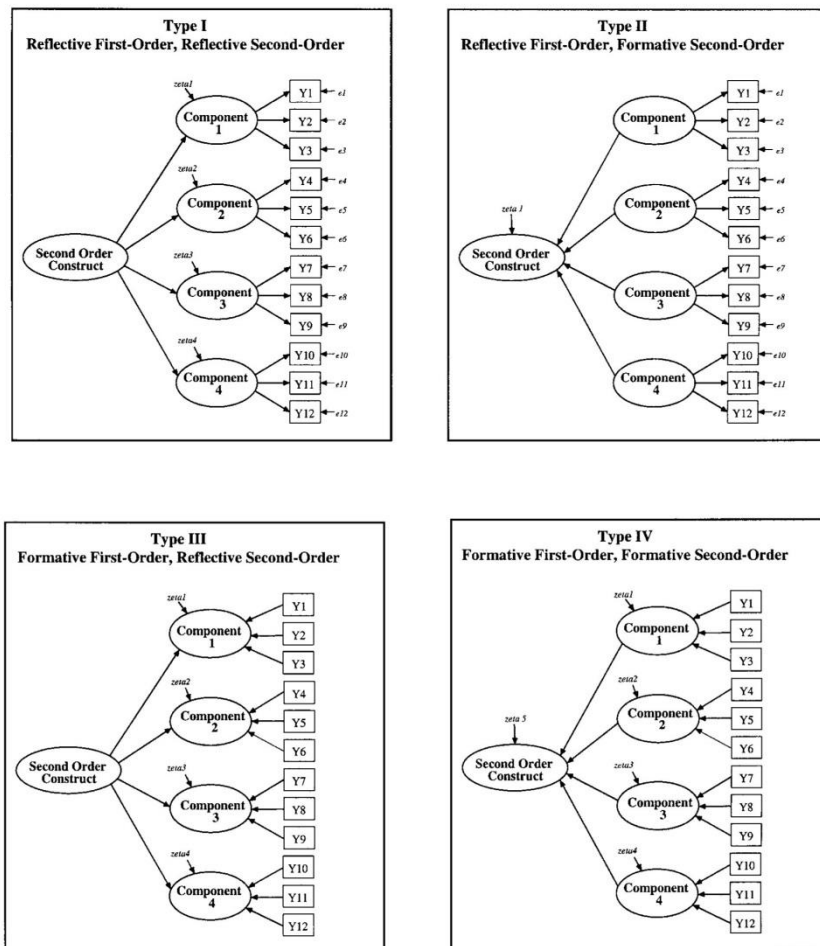 Type I
Reflective First-Order, Reflective Second-Order
zeta1
Component
1
Y1
e1
Y2
e2
Y3
e3
zeta2
Component
2
Y4
e4
Y5
e5
Y6
e6
Second Order
Construct
zeta3
Component
3
Y7
e7
Y8
e8
Y9
e9
zeta4
Component
4
Y10
e10
Y11
e11
Y12
e12
Type II
Reflective First-Order, Formative Second-Order
Component
1
Y1
e1
Y2
e2
Y3
e3
Component
2
Y4
e4
Y5
e5
Y6
e6
zeta 1
Second Order
Construct
Component
3
Y7
e7
Y8
e8
Y9
e9
Component
4
Y10
e10
Y11
e11
Y12
e12
Type III
Formative First-Order, Reflective Second-Order
zeta1
Component
1
Y1
Y2
Y3
zeta2
Component
2
Y4
Y5
Y6
Second Order
Construct
zeta3
Component
3
Y7
Y8
Y9
zeta4
Component
4
Y10
Y11
Y12
Type IV
Formative First-Order, Formative Second-Order
zeta1
Component
1
Y1
Y2
Y3
zeta2
Component
2
Y4
Y5
Y6
zeta 5
Second Order
Construct
zeta3
Component
3
Y7
Y8
Y9
zeta4
Component
4
Y10
Y11
Y12